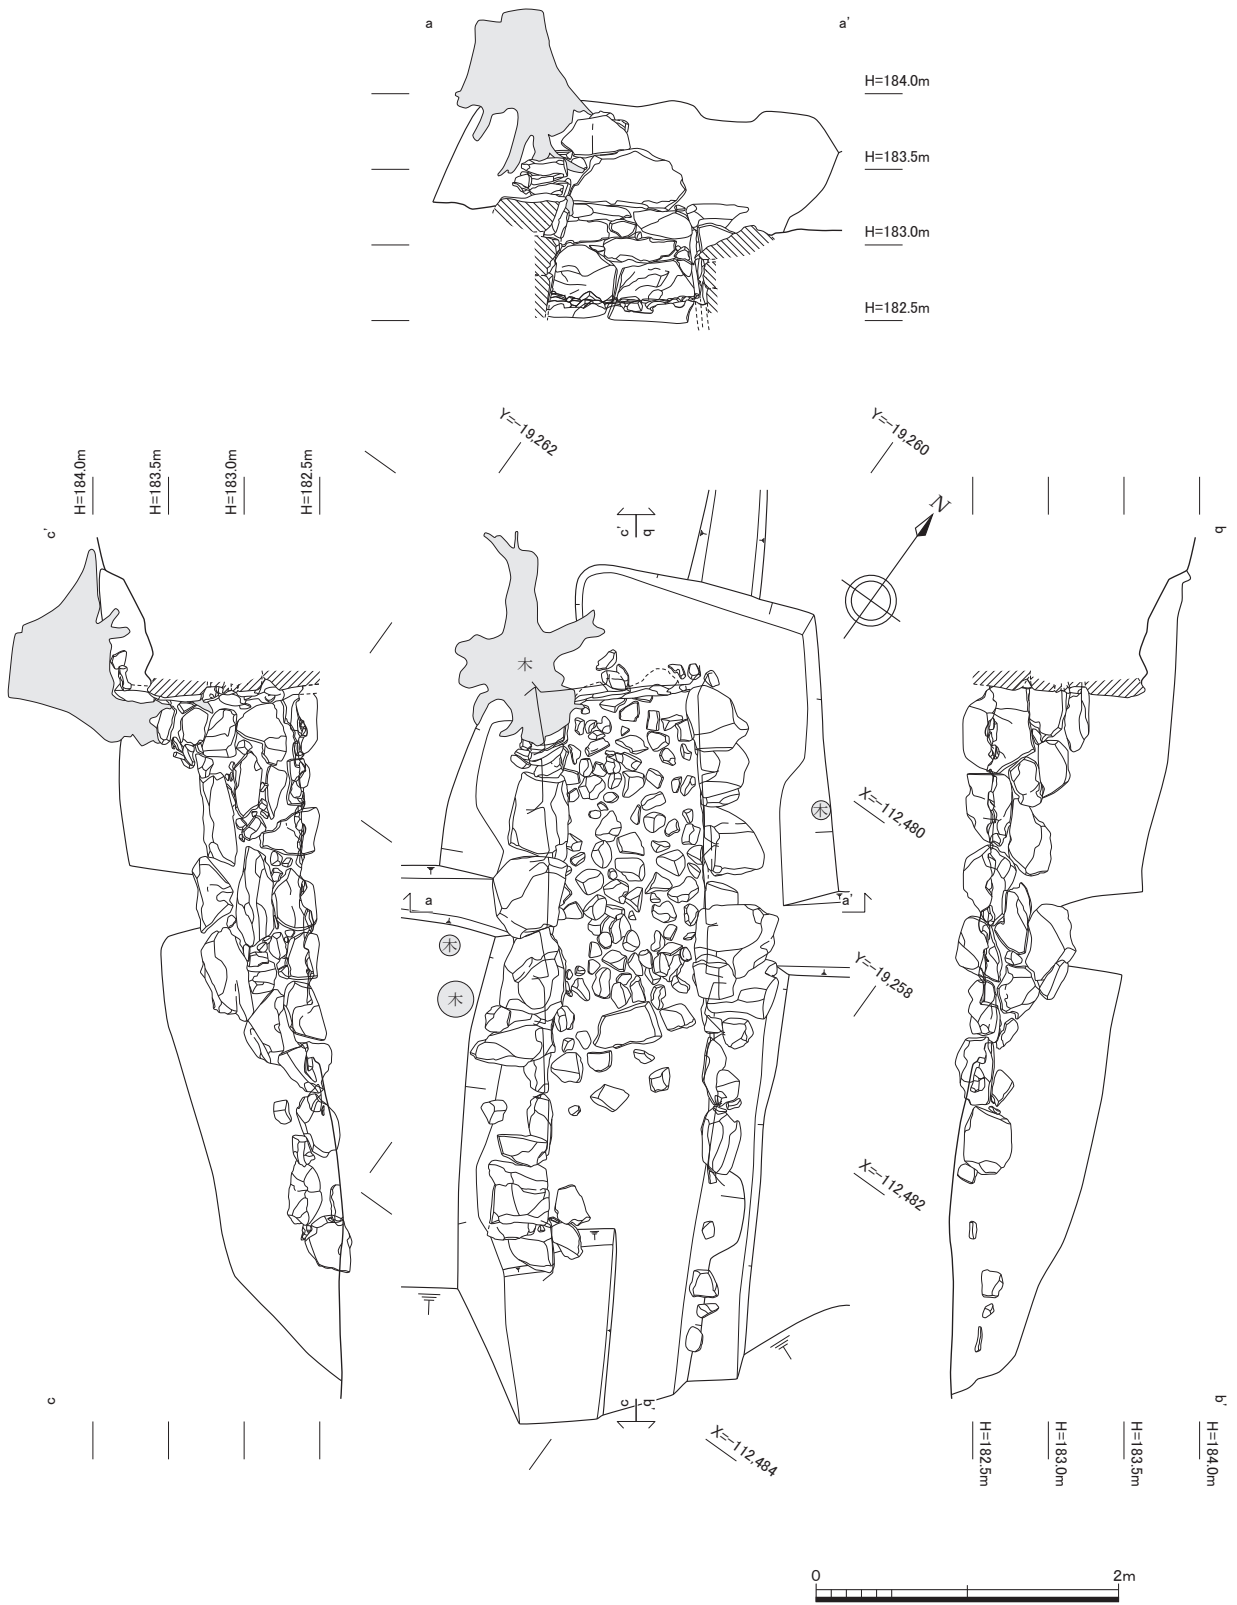 a
a'
H=184.0m
H=183.5m
H=183.0m
H=182.5m
Y=-19,262
Y=-19,260
H=184.0m
H=183.5m
H=183.0m
H=182.5m
c'
c'
b
N
b
木
木
X=-112,480
a
a'
木
木
Y=-19,258
X=-112,482
c
c
b'
b'
X=-112,484
H=182.5m
H=183.0m
H=183.5m
H=184.0m
0
2m